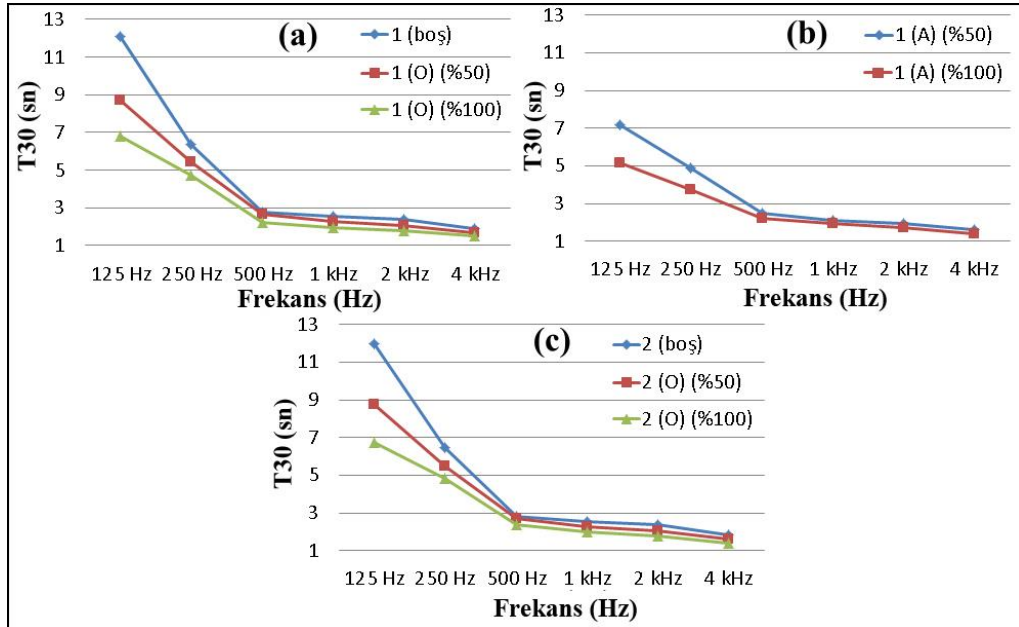 (a)
T30 (sn)
13
11
9
7
5
3
1
1 (boş)
1 (O) (%50)
1 (O) (%100)
125 Hz 250 Hz 500 Hz 1 kHz 2 kHz 4 kHz
Frekans (Hz)
(b)
T30 (sn)
13
11
9
7
5
3
1
1 (A) (%50)
1 (A) (%100)
125 Hz 250 Hz 500 Hz 1 kHz 2 kHz 4 kHz
Frekans (Hz)
(c)
T30 (sn)
13
11
9
7
5
3
1
2 (boş)
2 (O) (%50)
2 (O) (%100)
125 Hz 250 Hz 500 Hz 1 kHz 2 kHz 4 kHz
Frekans (Hz)